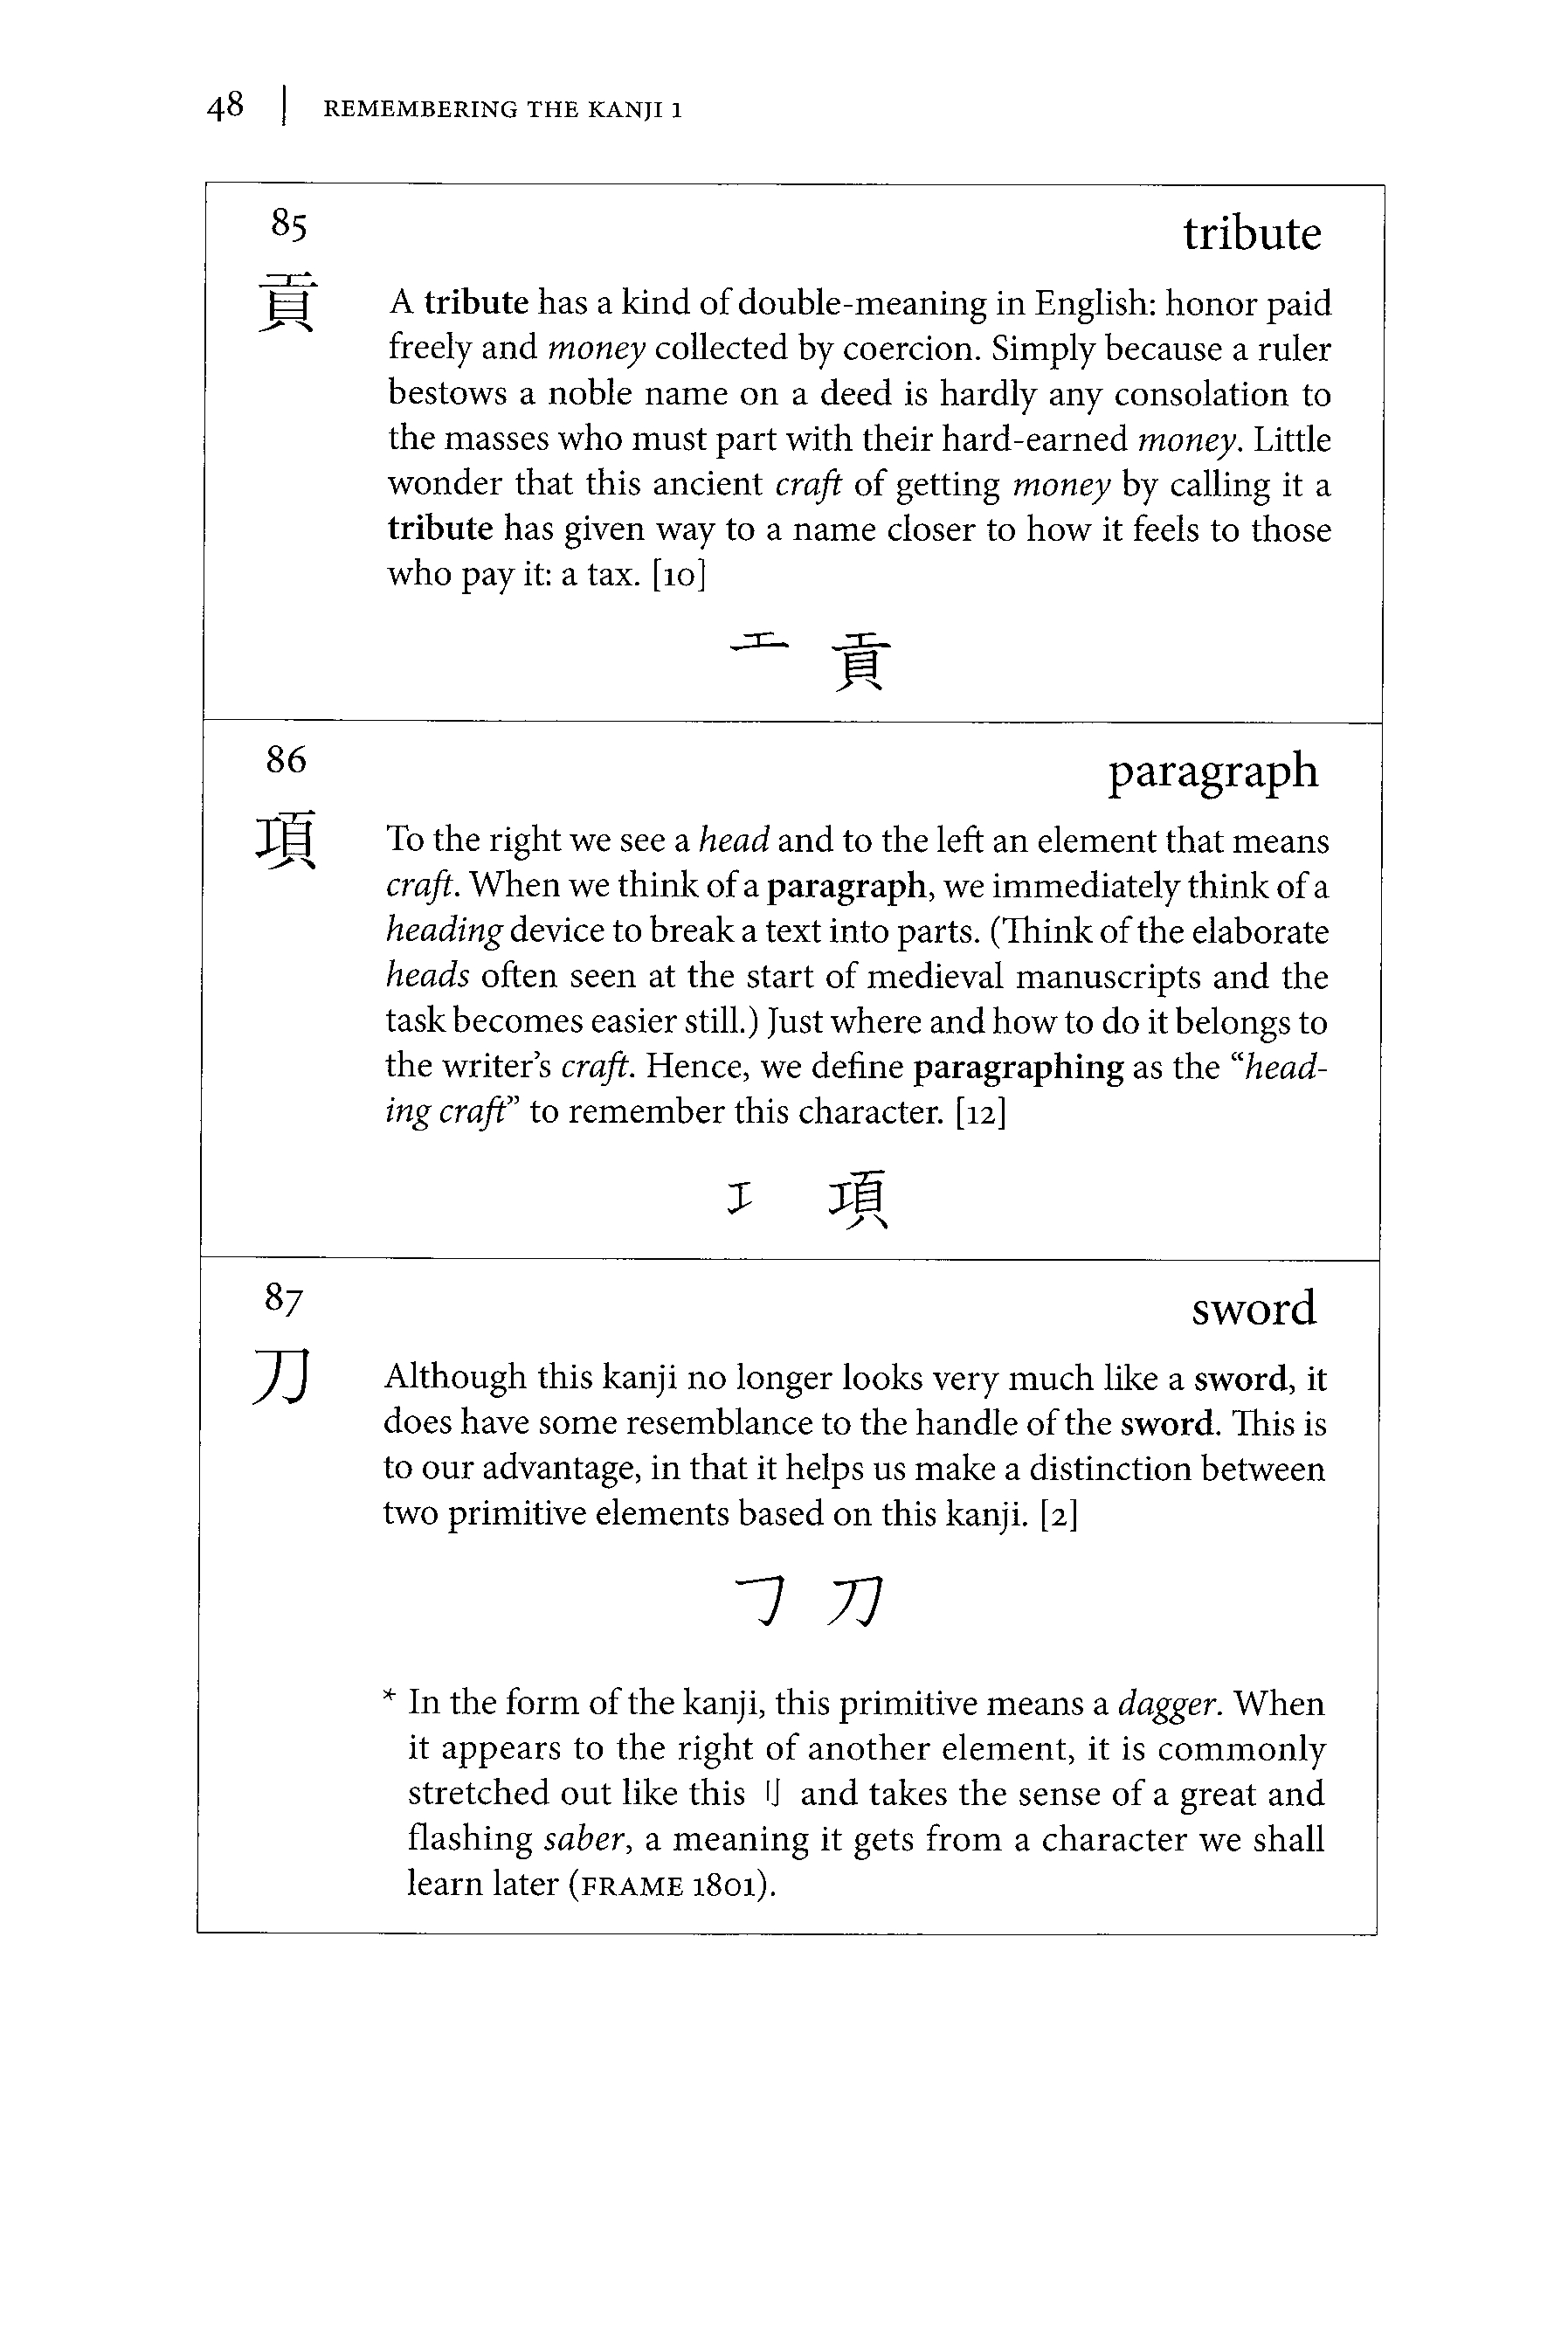 48 | REMEMBERING THE KANJI 1
85
tribute
貢
A tribute has a kind of double-meaning in English: honor paid
freely and money collected by coercion. Simply because a ruler
bestows a noble name on a deed is hardly any consolation to
the masses who must part with their hard-earned money. Little
wonder that this ancient craft of getting money by calling it a
tribute has given way to a name closer to how it feels to those
who pay it: a tax. [10]
工 貢
86
paragraph
項
To the right we see a head and to the left an element that means
craft. When we think of a paragraph, we immediately think of a
heading device to break a text into parts. (Think of the elaborate
heads often seen at the start of medieval manuscripts and the
task becomes easier still.) Just where and how to do it belongs to
the writer's craft. Hence, we define paragraphing as the “head-
ing craft” to remember this character. [12]
工 項
87
sword
刀
Although this kanji no longer looks very much like a sword, it
does have some resemblance to the handle of the sword. This is
to our advantage, in that it helps us make a distinction between
two primitive elements based on this kanji. [2]
㇆ 刀
* In the form of the kanji, this primitive means a dagger. When
it appears to the right of another element, it is commonly
stretched out like this 刂 and takes the sense of a great and
flashing saber, a meaning it gets from a character we shall
learn later (FRAME 1801).